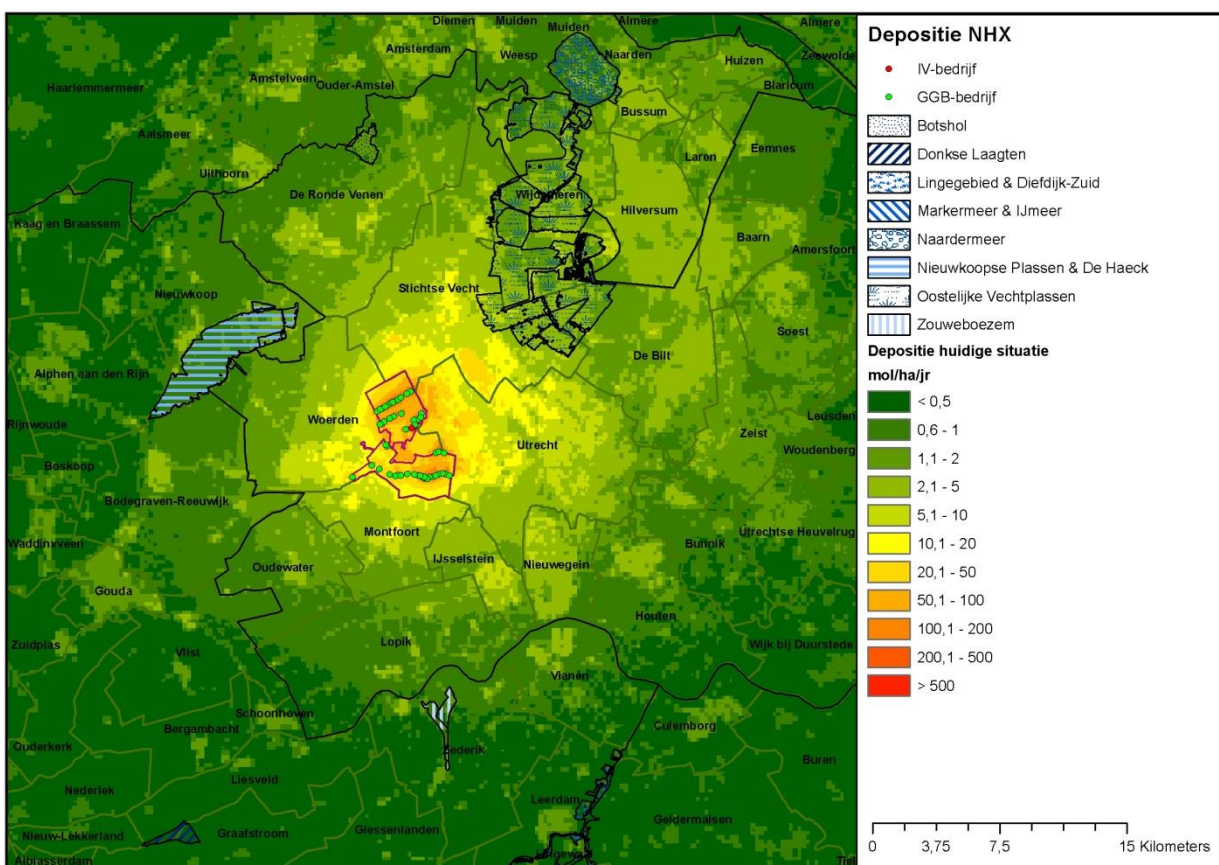 Diemen Muiden Almere Almere
Muiden
Amsterdam Weesp Naarden Zeewolde
Huizen
Amstelveen Blaricum
Ouder-Amstel
Haarlemmermeer Bussum
Aalsmeer
Laren Eemnes
Uithoorn
De Ronde Venen Wijdemeren
Hilversum
Kaag en Braassem
Baarn Amersfoort
Stichtse Vecht
Nieuwkoop
Soest
De Bilt
Alphen aan den Rijn
Leusden
Rijnwoude Woerden
Zeist
Utrecht Woudenberg
Boskoop
Bodegraven-Reeuwijk
Montfoort Utrechtse Heuvelrug
Waddinxveen Bunnik
IJsselstein
Oudewater Nieuwegein
Gouda
Houten
Zuidplas Lopik Wijk bij Duurstede
Vlist
Vianen
Schoonhoven
Bergambacht Culemborg
Ouderkerk Zederik
Buren
Liesveld
Nederlek Leerdam
Nieuw-Lekkerland Graafstroom Giessenlanden Geldermalsen
Alblasserdam Tiel
Depositie NHX
IV-bedrijf
GGB-bedrijf
Botshol
Donkse Laagten
Lingegebied & Diefdijk-Zuid
Markermeer & IJmeer
Naardermeer
Nieuwkoopse Plassen & De Haeck
Oostelijke Vechtplassen
Zouweboezem
Depositie huidige situatie
mol/ha/jr
< 0,5
0,6 - 1
1,1 - 2
2,1 - 5
5,1 - 10
10,1 - 20
20,1 - 50
50,1 - 100
100,1 - 200
200,1 - 500
> 500
0 3,75 7,5 15 Kilometers